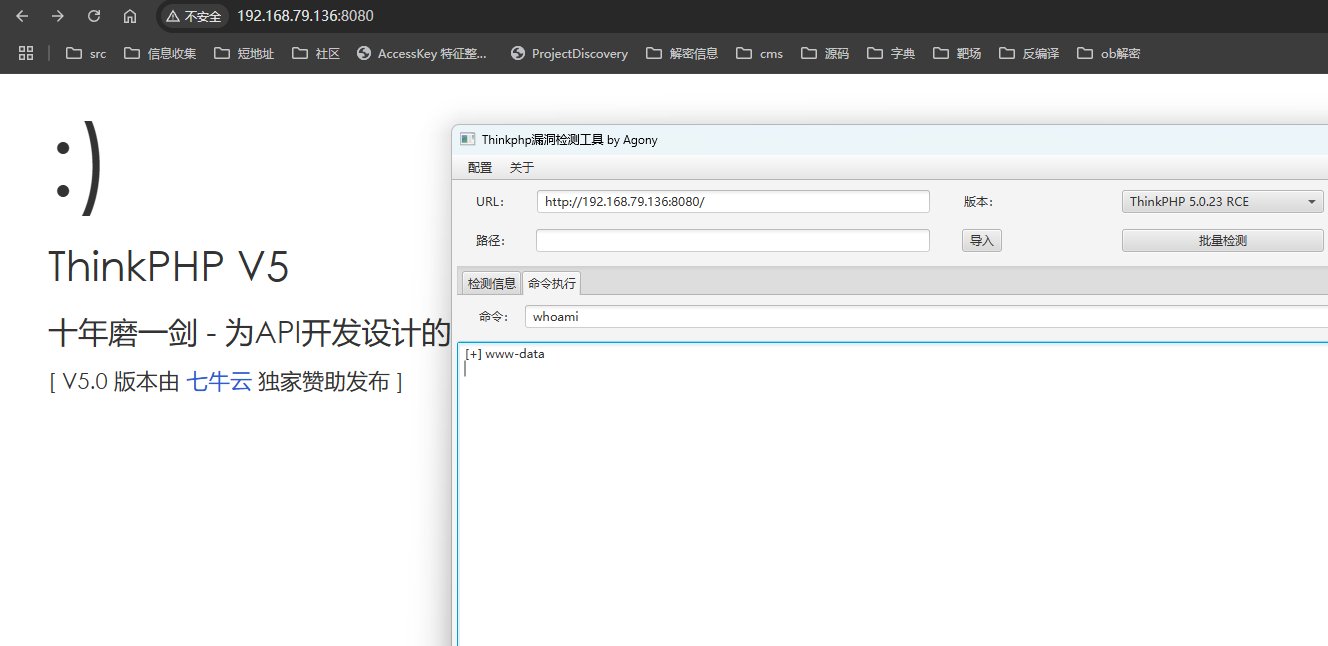 不安全 192.168.79.136:8080
src 信息收集 短地址 社区 AccessKey 特征整... ProjectDiscovery 解密信息 cms 源码 字典 靶场 反编译 ob解密
:)
ThinkPHP V5
十年磨一剑 - 为API开发设计的
[ V5.0 版本由 七牛云 独家赞助发布 ]
Thinkphp漏洞检测工具 by Agony
配置 关于
URL: http://192.168.79.136:8080/ 版本: ThinkPHP 5.0.23 RCE
路径: 导入 批量检测
检测信息 命令执行
命令: whoami
[+] www-data